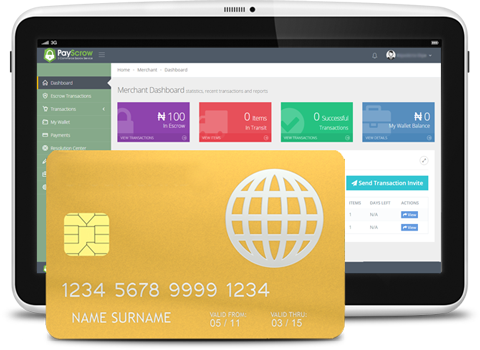 3G
PayScrow
Home - Merchant - Dashboard
Dashboard
Merchant Dashboard statistics, recent transactions and reports
Escrow Transactions
Transactions
My Wallet
Payments
Resolution Center
₦ 100
In Escrow
VIEW TRANSACTIONS
0 Items
In Transit
VIEW ITEMS
0 Successful
Transactions
VIEW TRANSACTIONS
₦ 0
My Wallet Balance
VIEW DETAILS
Send Transaction Invite
ITEMS DAYS LEFT ACTIONS
1 N/A View
1 N/A View
1234 5678 9999 1234
VALID FROM: VALID THRU:
NAME SURNAME 05 / 11 03 / 15